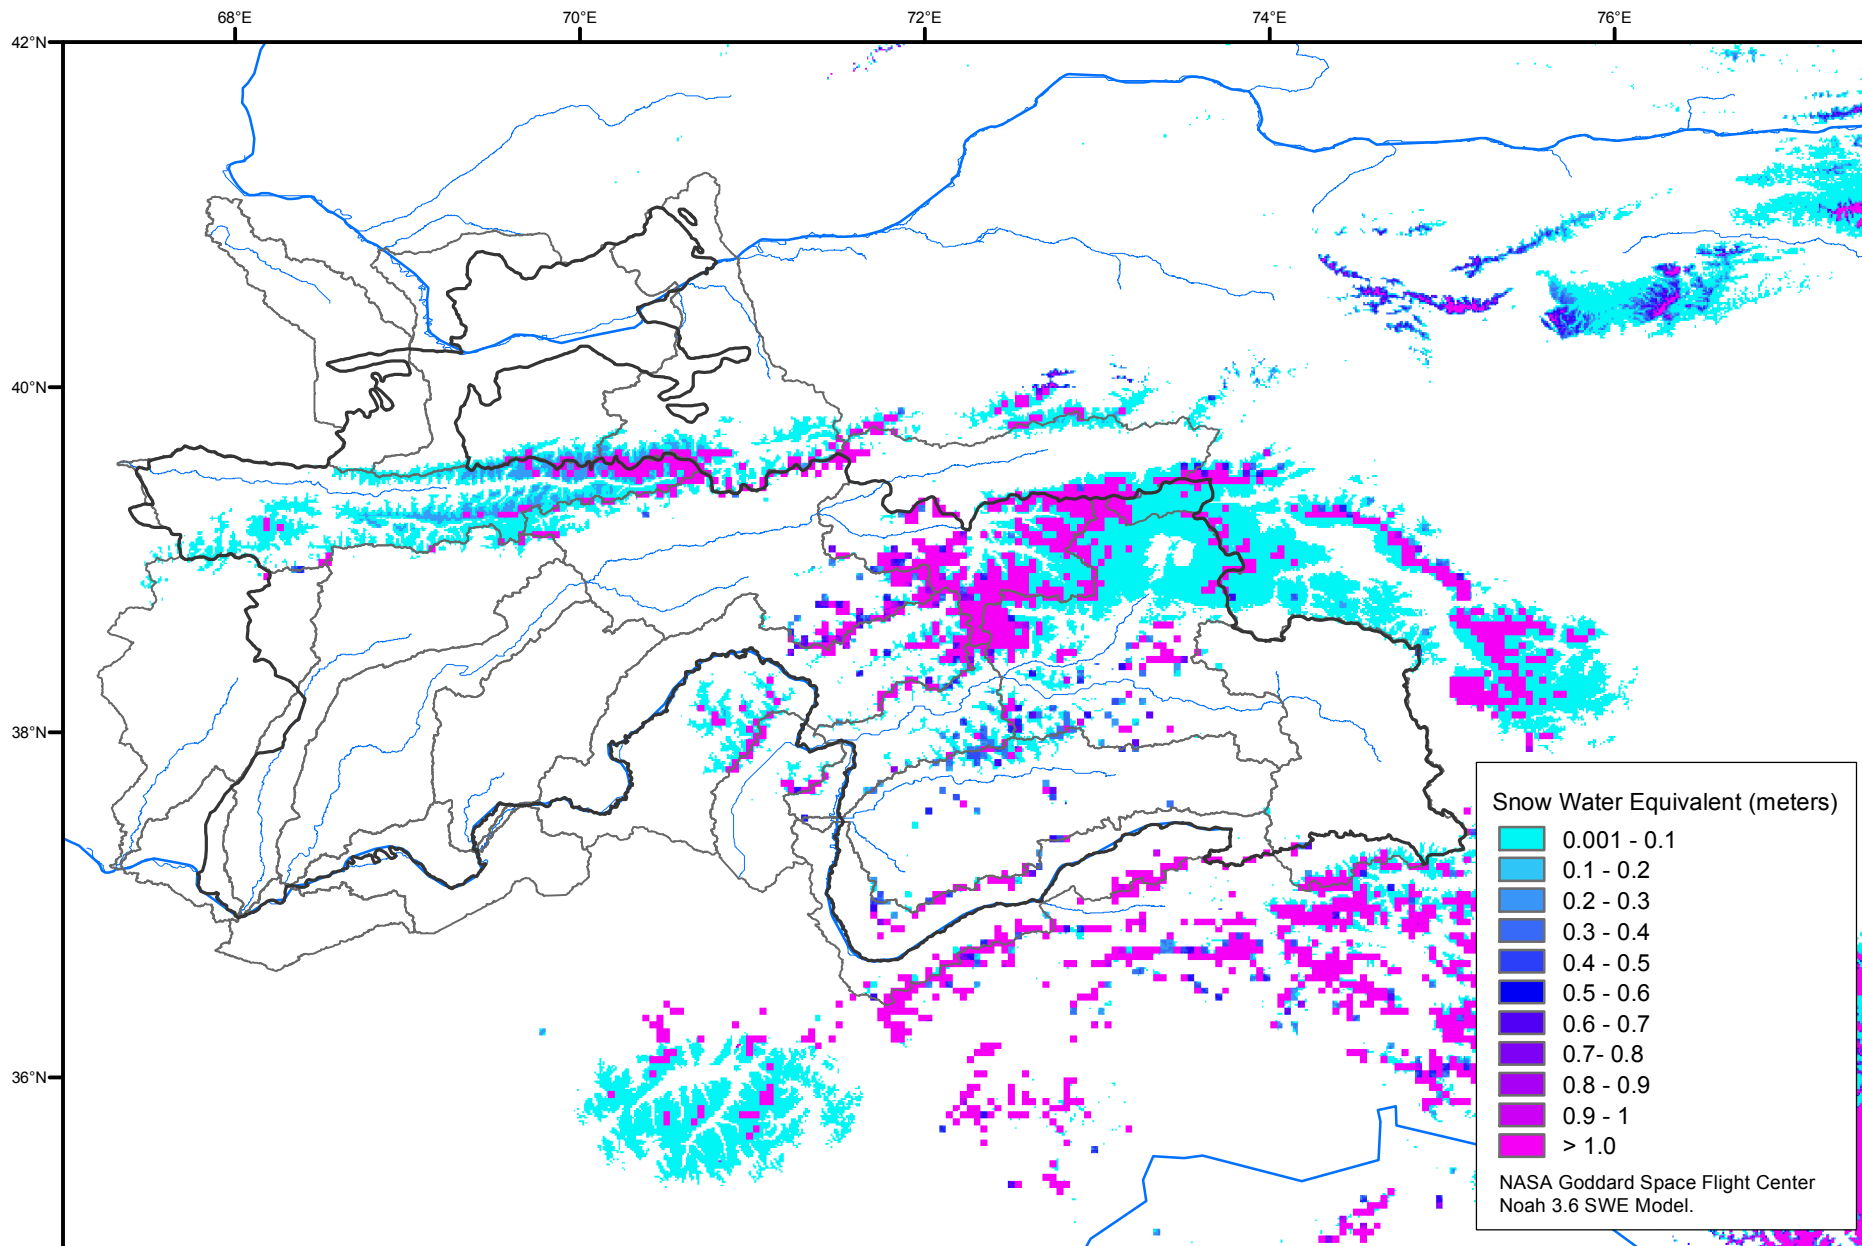 68°E 70°E 72°E 74°E 76°E
42°N
40°N
38°N
36°N
Snow Water Equivalent (meters)
0.001 - 0.1
0.1 - 0.2
0.2 - 0.3
0.3 - 0.4
0.4 - 0.5
0.5 - 0.6
0.6 - 0.7
0.7- 0.8
0.8 - 0.9
0.9 - 1
> 1.0
NASA Goddard Space Flight Center
Noah 3.6 SWE Model.